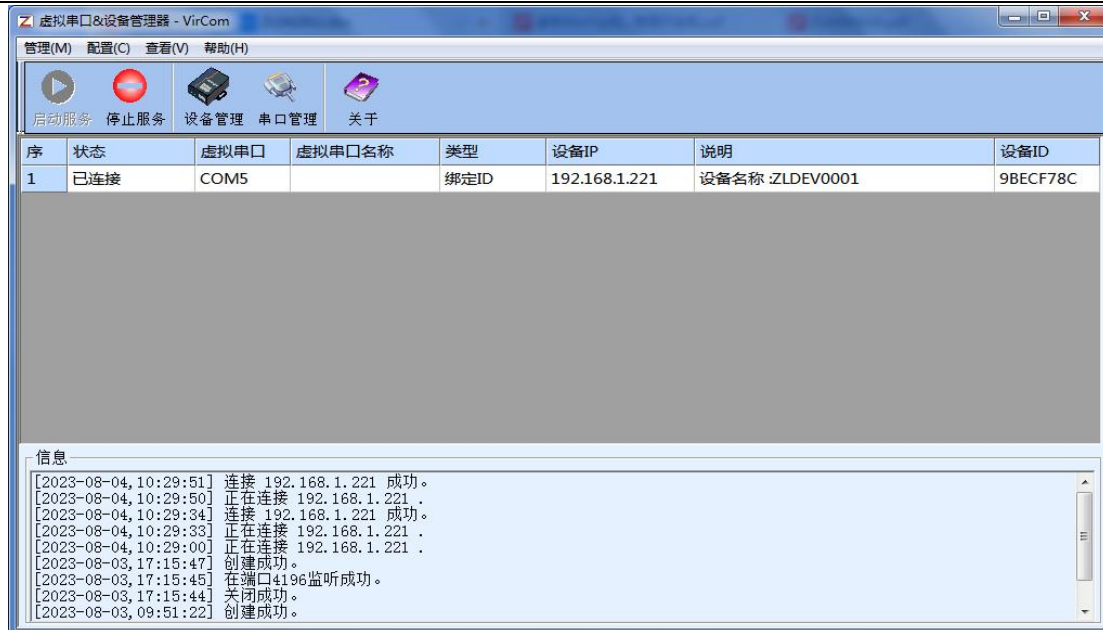 虚拟串口&设备管理器 - VirCom
管理(M) 配置(C) 查看(V) 帮助(H)
启动服务 停止服务 设备管理 串口管理 关于
序 状态 虚拟串口 虚拟串口名称 类型 设备IP 说明 设备ID
1 已连接 COM5 绑定ID 192.168.1.221 设备名称 :ZLDEV0001 9BECF78C
信息
[2023-08-04,10:29:51] 连接 192.168.1.221 成功。
[2023-08-04,10:29:50] 正在连接 192.168.1.221 .
[2023-08-04,10:29:34] 连接 192.168.1.221 成功。
[2023-08-04,10:29:33] 正在连接 192.168.1.221 .
[2023-08-04,10:29:00] 正在连接 192.168.1.221 .
[2023-08-03,17:15:47] 创建成功。
[2023-08-03,17:15:45] 在端口4196监听成功。
[2023-08-03,17:15:44] 关闭成功。
[2023-08-03,09:51:22] 创建成功。